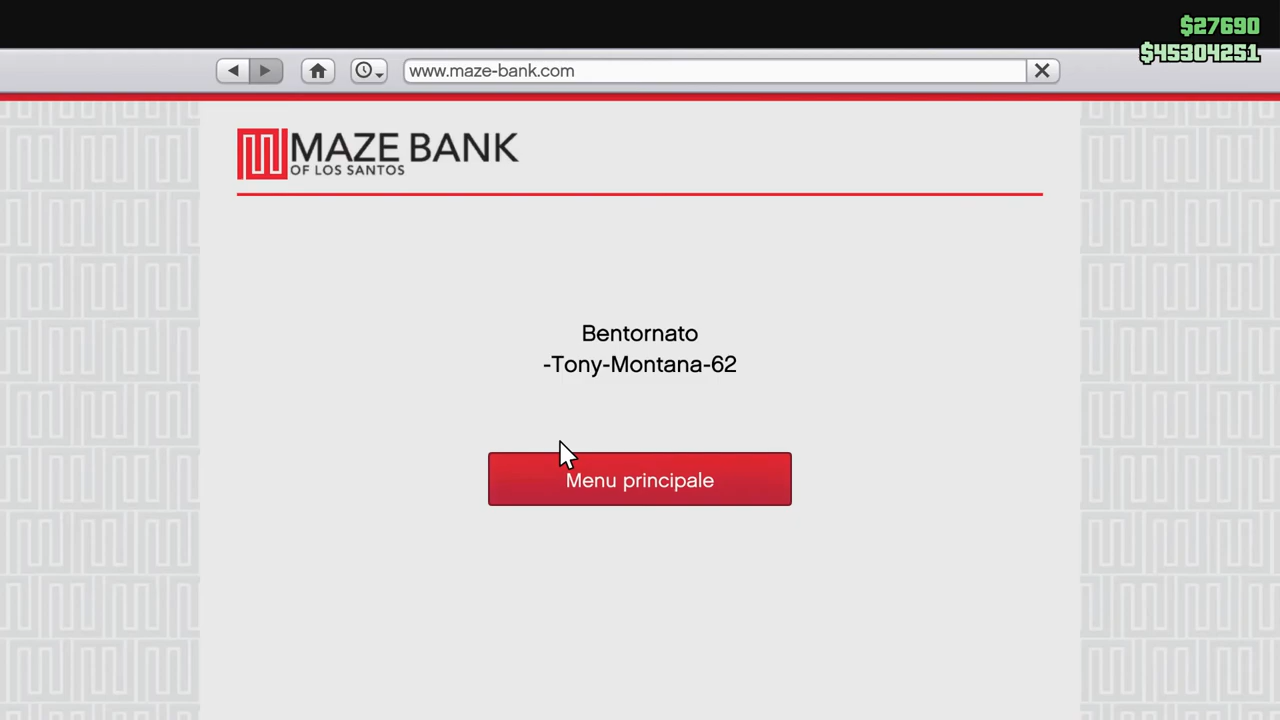 $27690
$45304251
www.maze-bank.com
MAZE BANK
OF LOS SANTOS
Bentornato
-Tony-Montana-62
Menu principale